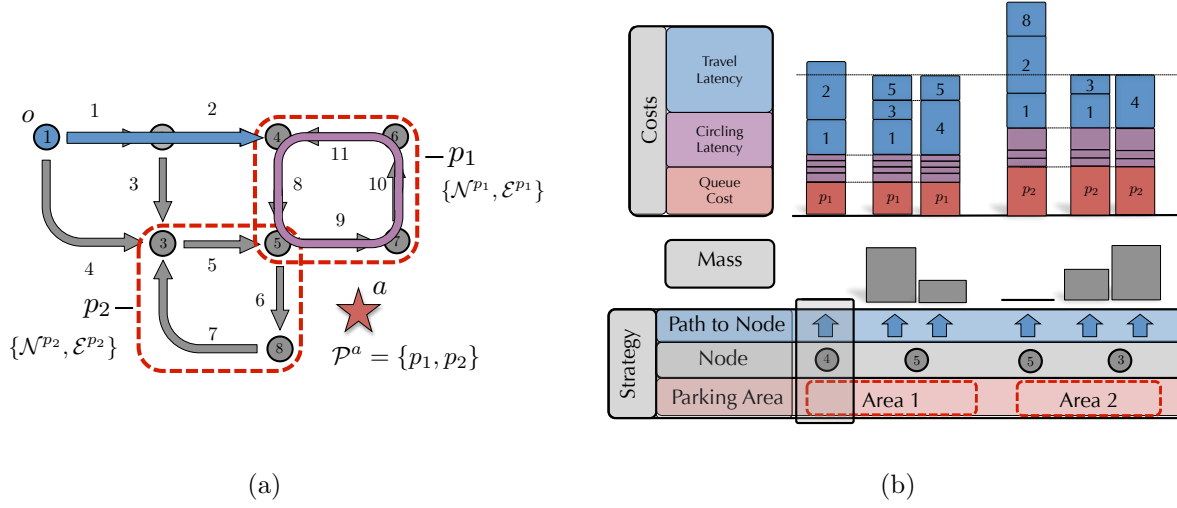 o
1
2
1
4
6
11
p₁
{𝒩^{p₁}, ℰ^{p₁}}
3
8
10
9
3
5
7
4
5
a
p₂
6
{𝒩^{p₂}, ℰ^{p₂}}
7
8
𝒫^a = {p₁, p₂}
(a)
Costs
Travel
Latency
Circling
Latency
Queue
Cost
8
2
5
5
2
3
3
4
1
1
4
1
1
p₁
p₁
p₁
p₂
p₂
p₂
Mass
Strategy
Path to Node
Node
4
5
5
3
Parking Area
Area 1
Area 2
(b)